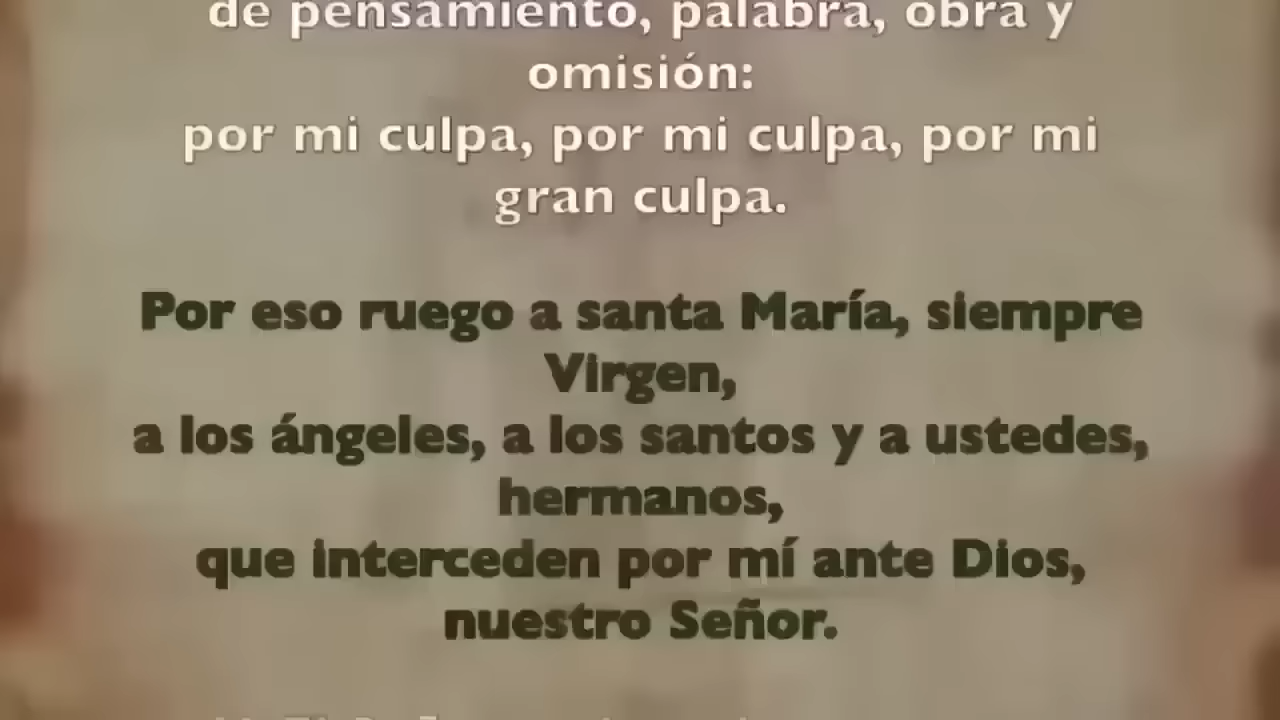 de pensamiento, palabra, obra y
omisión:
por mi culpa, por mi culpa, por mi
gran culpa.
Por eso ruego a santa María, siempre
Virgen,
a los ángeles, a los santos y a ustedes,
hermanos,
que interceden por mí ante Dios,
nuestro Señor.